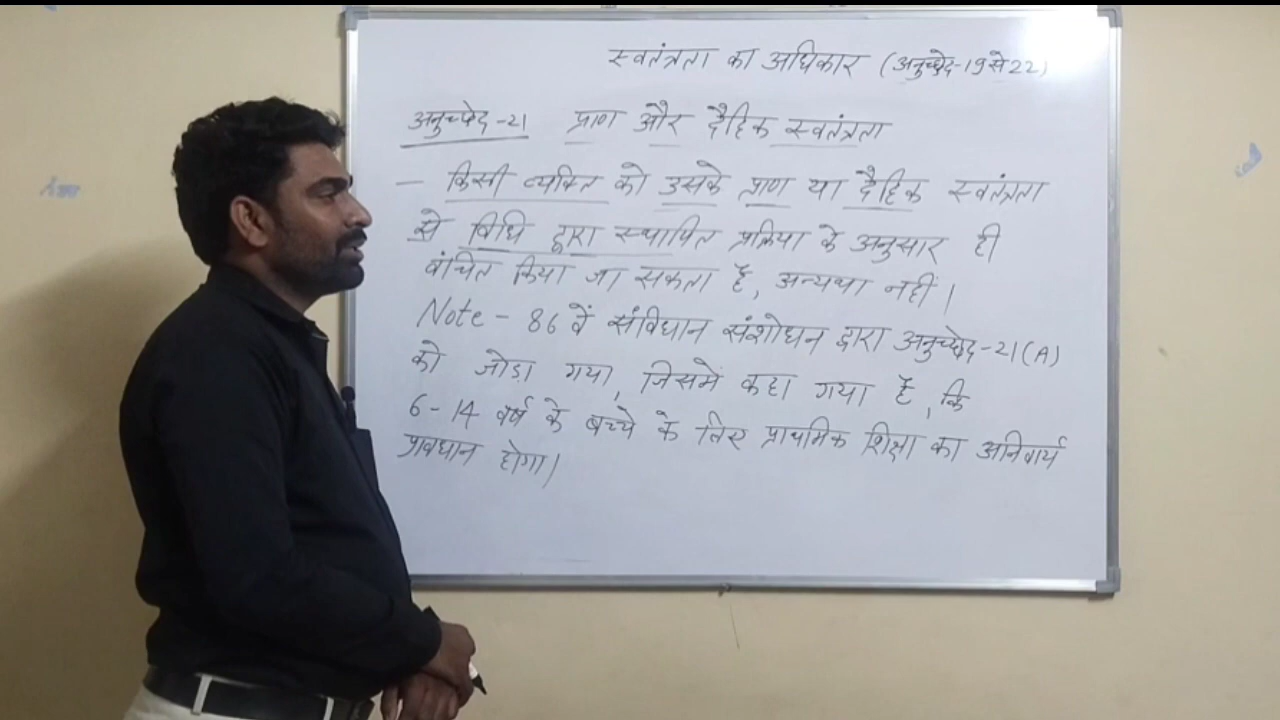 स्वतंत्रता का अधिकार (अनुच्छेद-19 से 22)
अनुच्छेद-21 प्राण और दैहिक स्वतंत्रता
– किसी व्यक्ति को उसके प्राण या दैहिक स्वतंत्रता
से विधि द्वारा स्थापित प्रक्रिया के अनुसार ही
वंचित किया जा सकता है, अन्यथा नहीं।
Note - 86 वें संविधान संशोधन द्वारा अनुच्छेद-21(A)
को जोड़ा गया, जिसमें कहा गया है, कि
6-14 वर्ष के बच्चे के लिए प्राथमिक शिक्षा का अनिवार्य
प्रावधान होगा।